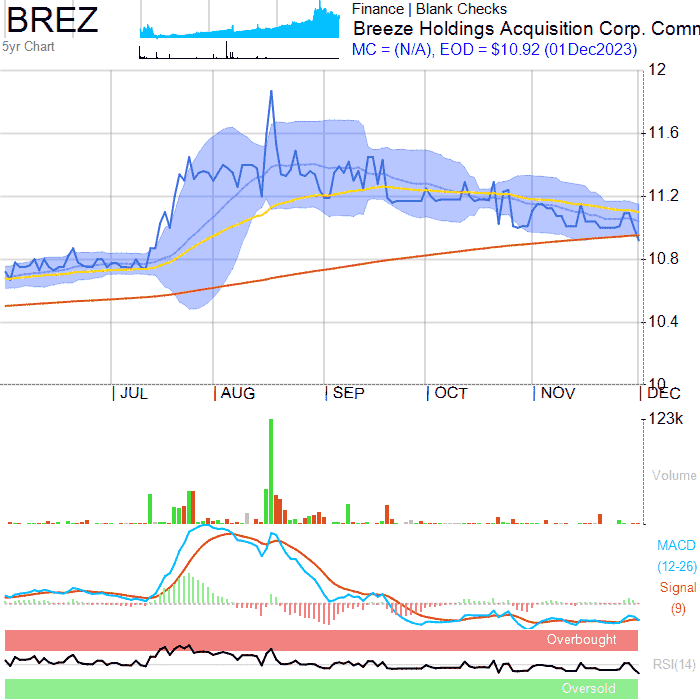 BREZ
5yr Chart
Finance | Blank Checks
Breeze Holdings Acquisition Corp. Comm
MC = (N/A), EOD = $10.92 (01Dec2023)
12
11.6
11.2
10.8
10.4
10
JUL
AUG
SEP
OCT
NOV
DEC
123k
Volume
MACD
(12-26)
Signal
(9)
Overbought
RSI(14)
Oversold